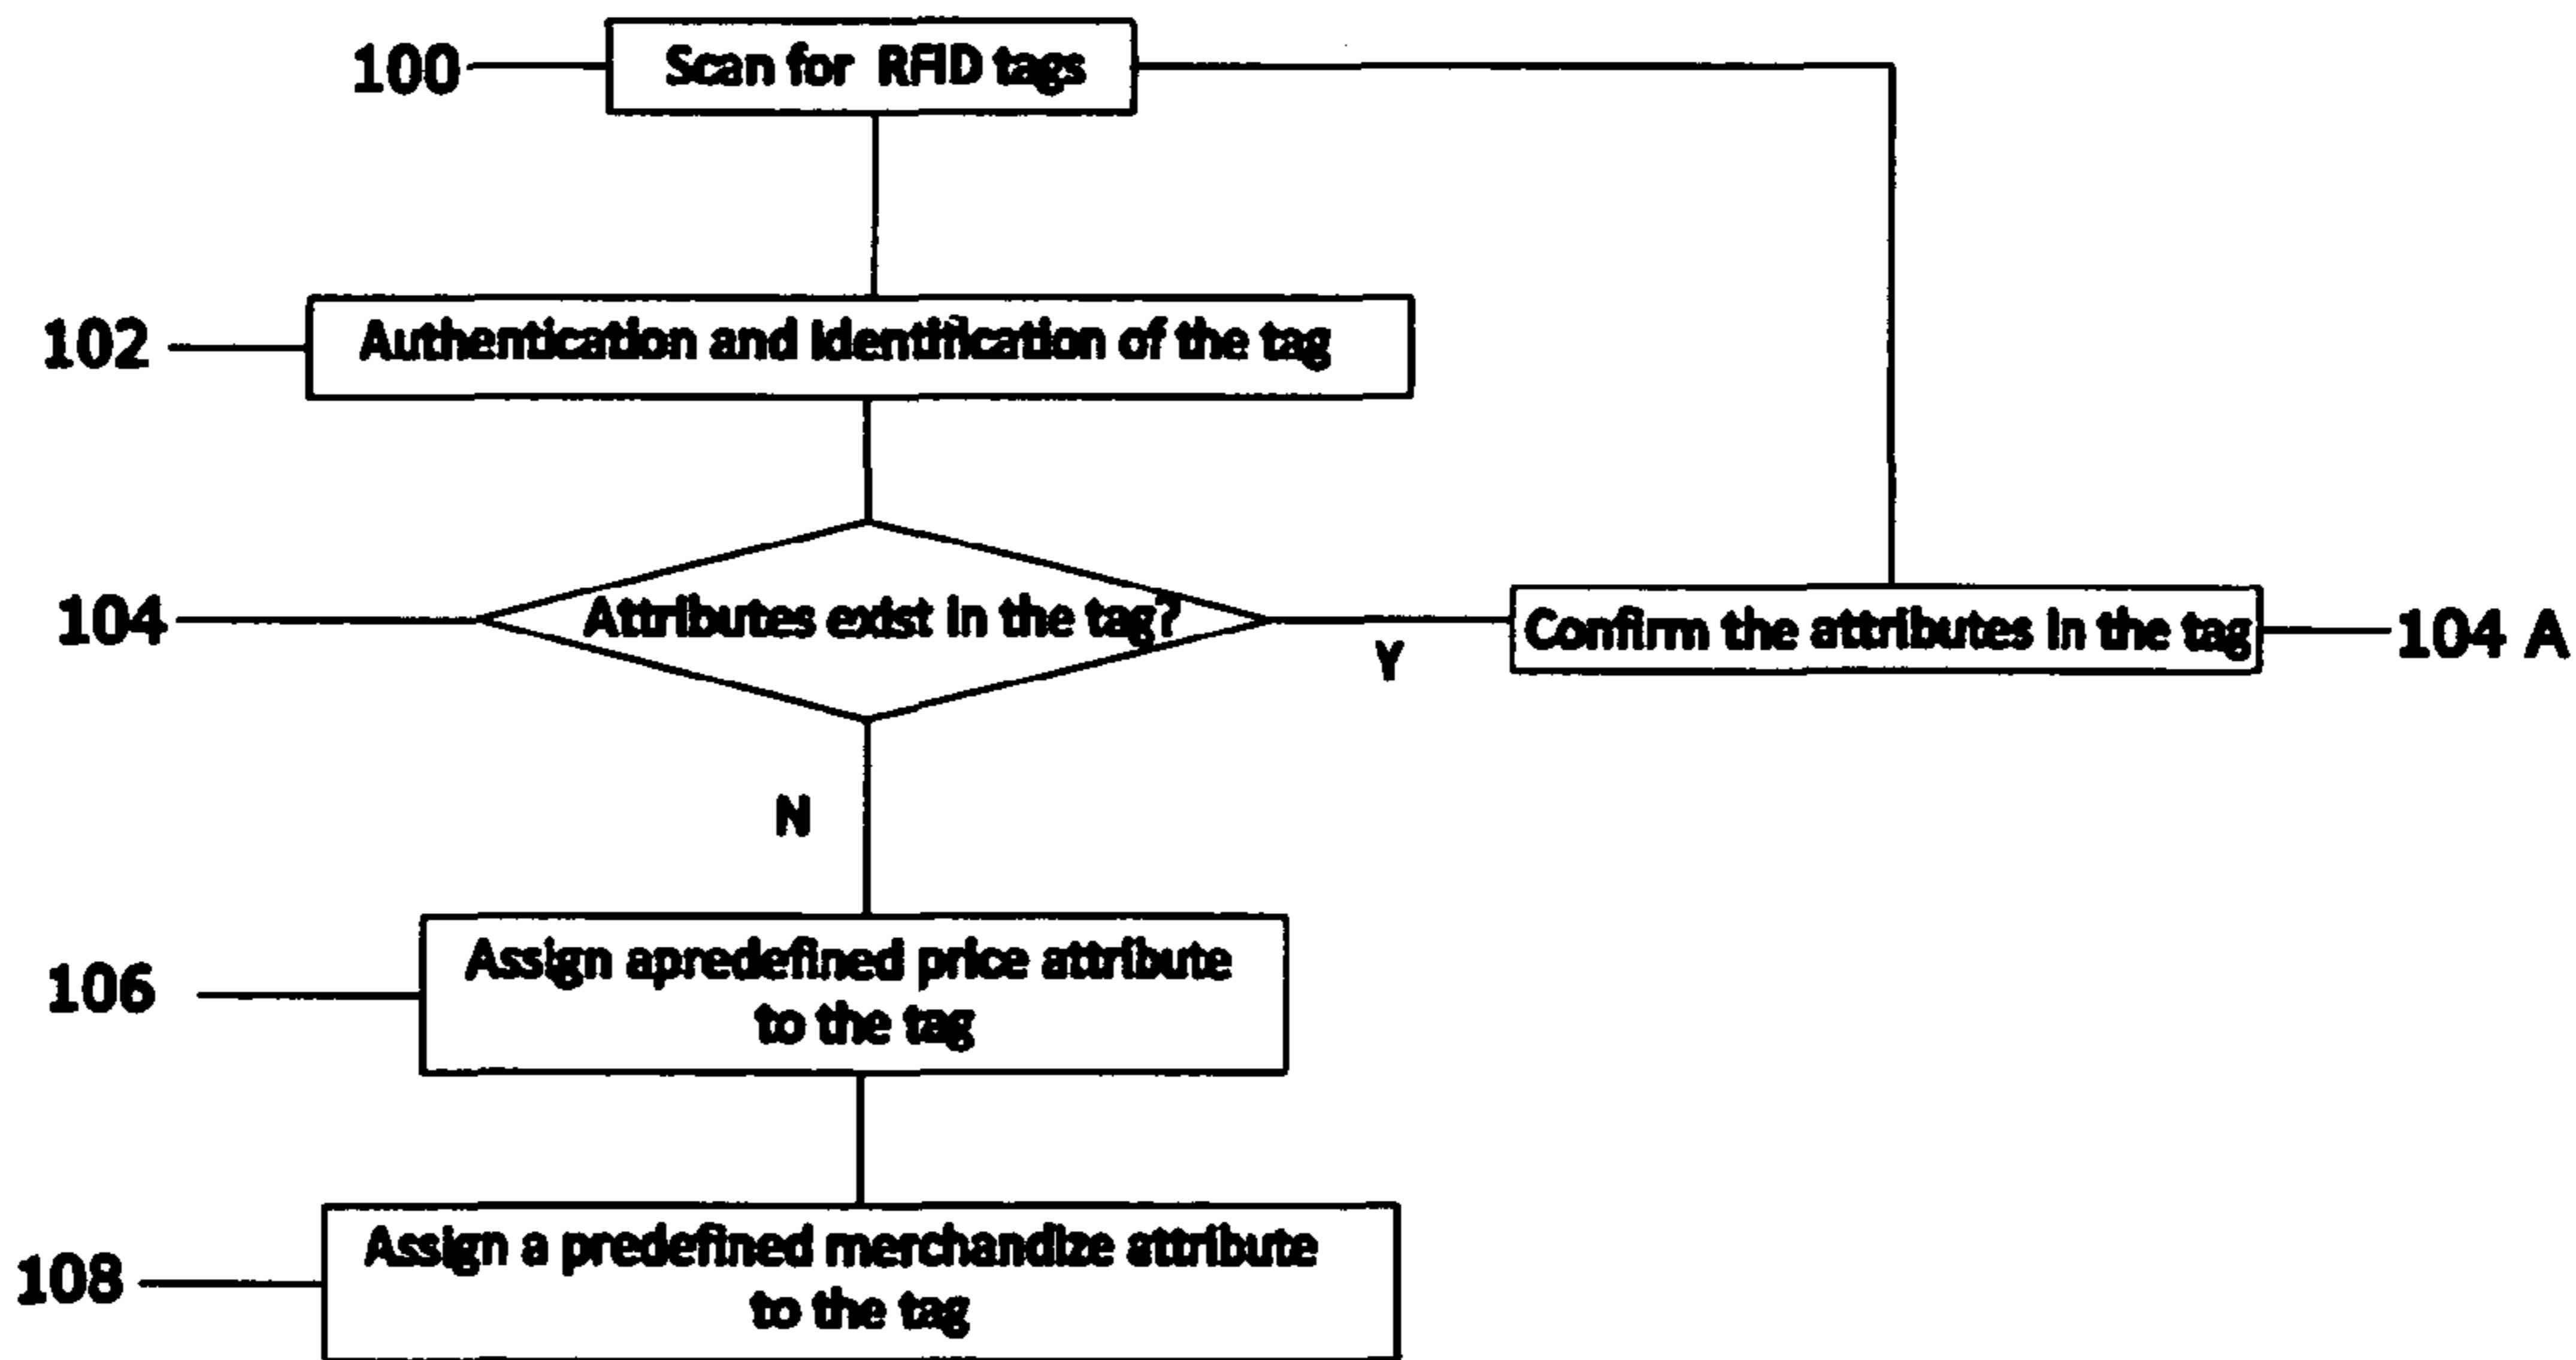 100
Scan for RFID tags
102
Authentication and Identification of the tag
104
Attributes exist in the tag?
Y
Confirm the attributes in the tag
104 A
N
106
Assign apredefined price attribute
to the tag
108
Assign a predefined merchandize attribute
to the tag